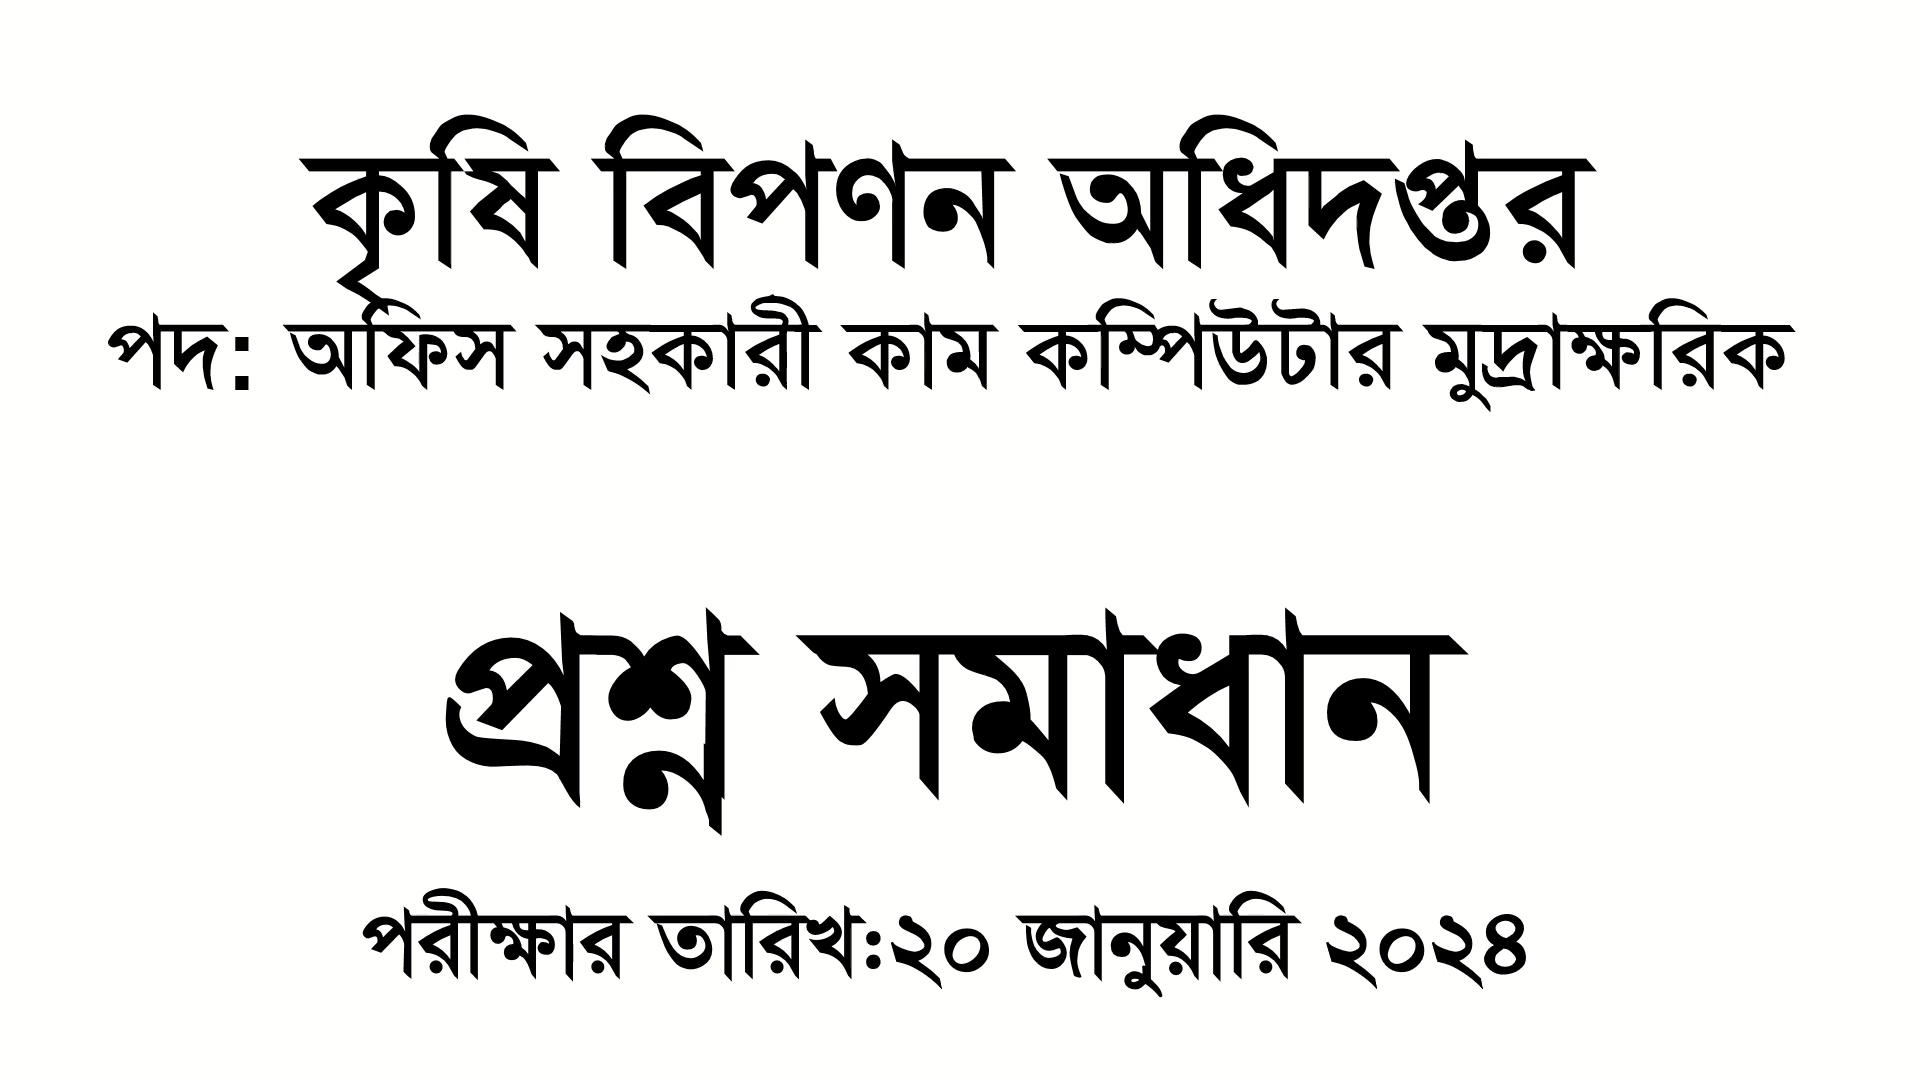 কৃষি বিপণন অধিদপ্তর
পদ: অফিস সহকারী কাম কম্পিউটার মুদ্রাক্ষরিক
প্রশ্ন সমাধান
পরীক্ষার তারিখ:২০ জানুয়ারি ২০২৪